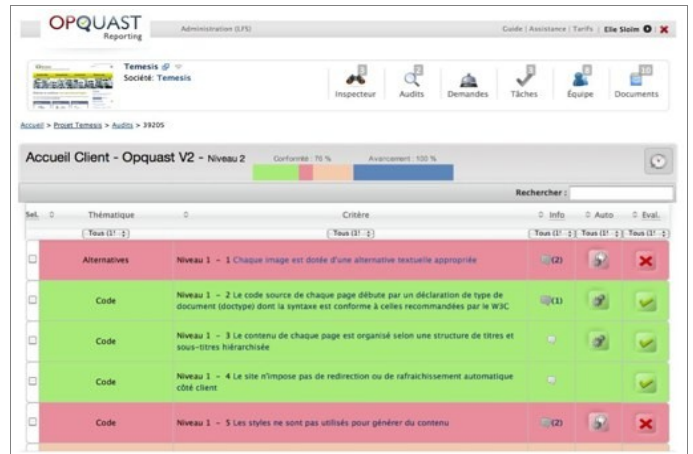 OPQUAST
Reporting
Administration (LFS)
Guide | Assistance | Tarifs | Elie Sloïm
Temesis
Société: Temesis
Inspecteur
Audits
Demandes
Tâches
Équipe
Documents
Accueil > Projet Temesis > Audits > 39205
Accueil Client - Opquast V2 - Niveau 2
Conformité : 76 %
Avancement : 100 %
Rechercher :
Sel. Thématique Critère Info Auto Eval.
Alternatives
Niveau 1 - 1 Chaque image est dotée d'une alternative textuelle appropriée
(2)
Code
Niveau 1 - 2 Le code source de chaque page débute par un déclaration de type de
document (doctype) dont la syntaxe est conforme à celles recommandées par le W3C
(1)
Code
Niveau 1 - 3 Le contenu de chaque page est organisé selon une structure de titres et
sous-titres hiérarchisée
Code
Niveau 1 - 4 Le site n'impose pas de redirection ou de rafraichissement automatique
côté client
Code
Niveau 1 - 5 Les styles ne sont pas utilisés pour générer du contenu
(2)